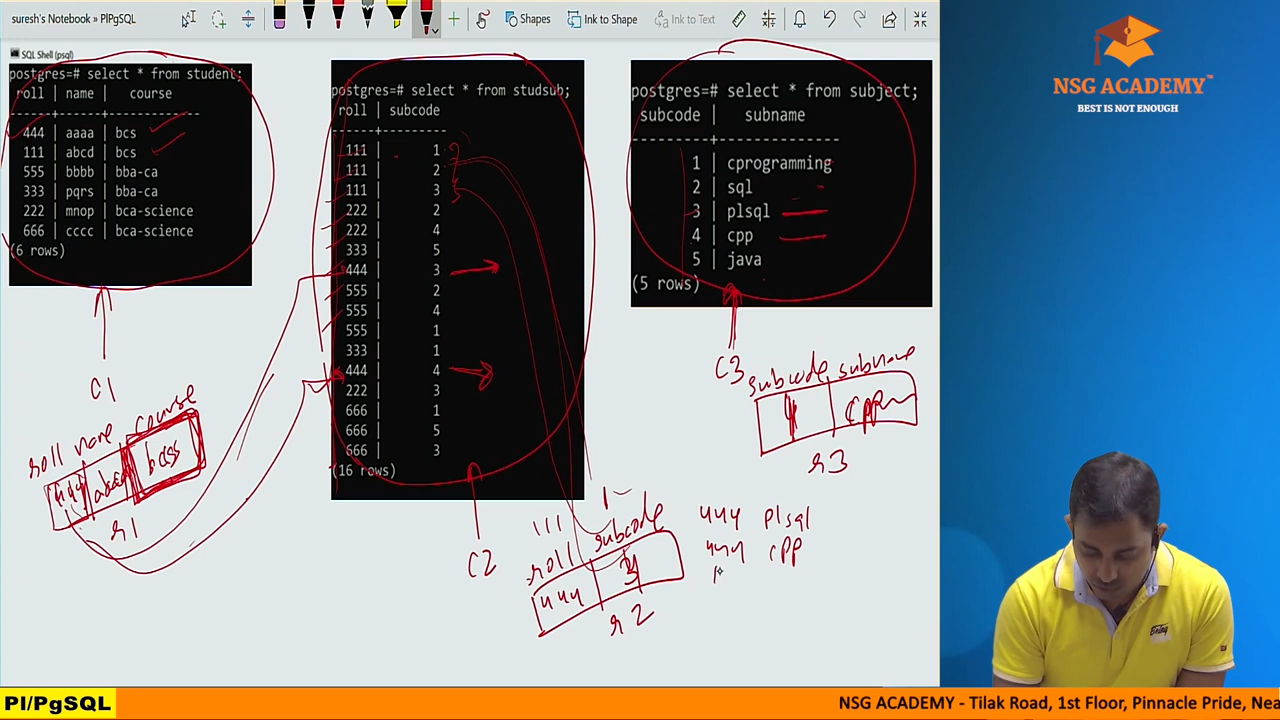 suresh's Notebook » PlPgSQL
Shapes
Ink to Shape
Ink to Text
SQL Shell (psql)
postgres=# select * from student;
roll | name | course
------+------+-------------
444 | aaaa | bcs
111 | abcd | bcs
555 | bbbb | bba-ca
333 | pqrs | bba-ca
222 | mnop | bca-science
666 | cccc | bca-science
(6 rows)
postgres=# select * from studsub;
roll | subcode
------+---------
111 | 1
111 | 2
111 | 3
222 | 2
222 | 4
333 | 5
444 | 3
555 | 2
555 | 4
555 | 1
333 | 1
444 | 4
222 | 3
666 | 1
666 | 5
666 | 3
(16 rows)
postgres=# select * from subject;
subcode | subname
---------+--------------
1 | cprogramming
2 | sql
3 | plsql
4 | cpp
5 | java
(5 rows)
C1
roll name course
444 aaaa
r1
C2
111
roll subcode
444
r2
C3
subcode subname
4 cpp
r3
444 plsql
444 cpp
NSG ACADEMY™
BEST IS NOT ENOUGH
Pl/PgSQL
NSG ACADEMY - Tilak Road, 1st Floor, Pinnacle Pride, Nea